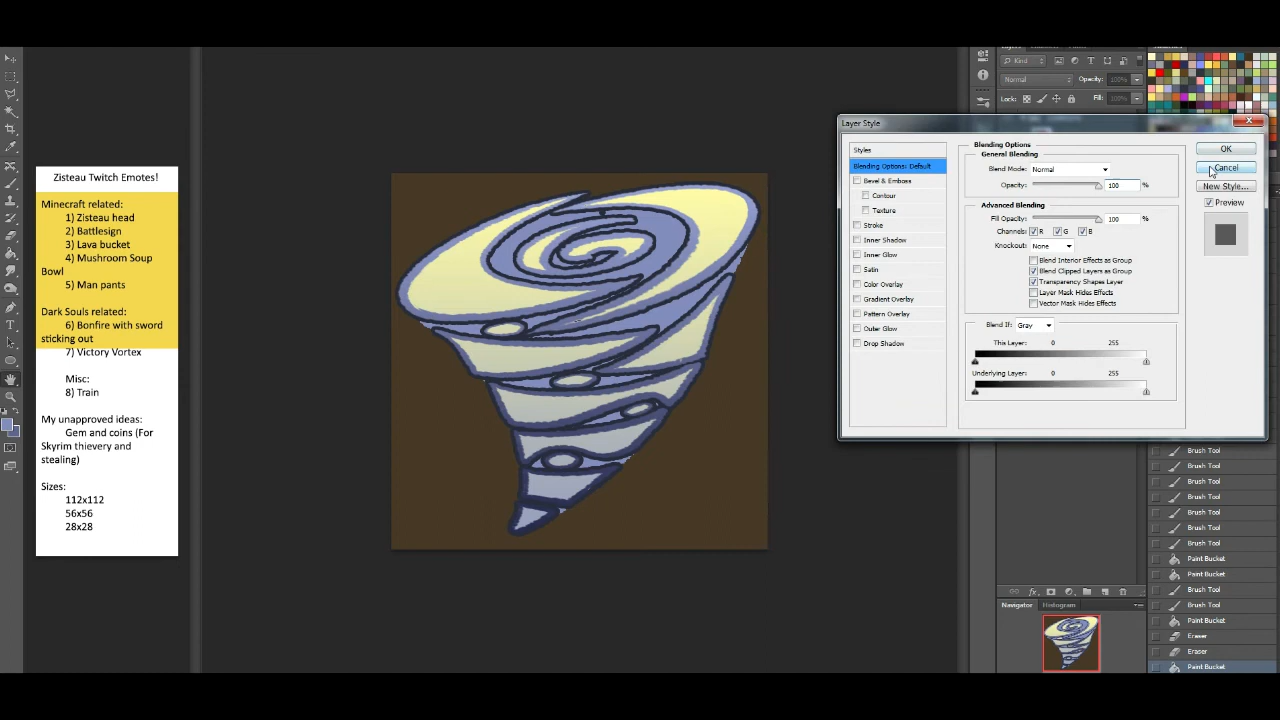 Zisteau Twitch Emotes!
Minecraft related:
1) Zisteau head
2) Battlesign
3) Lava bucket
4) Mushroom Soup
Bowl
5) Man pants
Dark Souls related:
6) Bonfire with sword
sticking out
7) Victory Vortex
Misc:
8) Train
My unapproved ideas:
Gem and coins (For
Skyrim thievery and
stealing)
Sizes:
112x112
56x56
28x28
Kind
Normal
Opacity: 100%
Lock:
Fill: 100%
Layer Style
Styles
Blending Options: Default
Bevel & Emboss
Contour
Texture
Stroke
Inner Shadow
Inner Glow
Satin
Color Overlay
Gradient Overlay
Pattern Overlay
Outer Glow
Drop Shadow
Blending Options
General Blending
Blend Mode: Normal
Opacity: 100 %
Advanced Blending
Fill Opacity: 100 %
Channels: R G B
Knockout: None
Blend Interior Effects as Group
Blend Clipped Layers as Group
Transparency Shapes Layer
Layer Mask Hides Effects
Vector Mask Hides Effects
Blend If: Gray
This Layer: 0 255
Underlying Layer: 0 255
OK
Cancel
New Style...
Preview
Brush Tool
Brush Tool
Brush Tool
Brush Tool
Brush Tool
Brush Tool
Brush Tool
Paint Bucket
Paint Bucket
Brush Tool
Brush Tool
Paint Bucket
Eraser
Eraser
Paint Bucket
fx
Navigator
Histogram